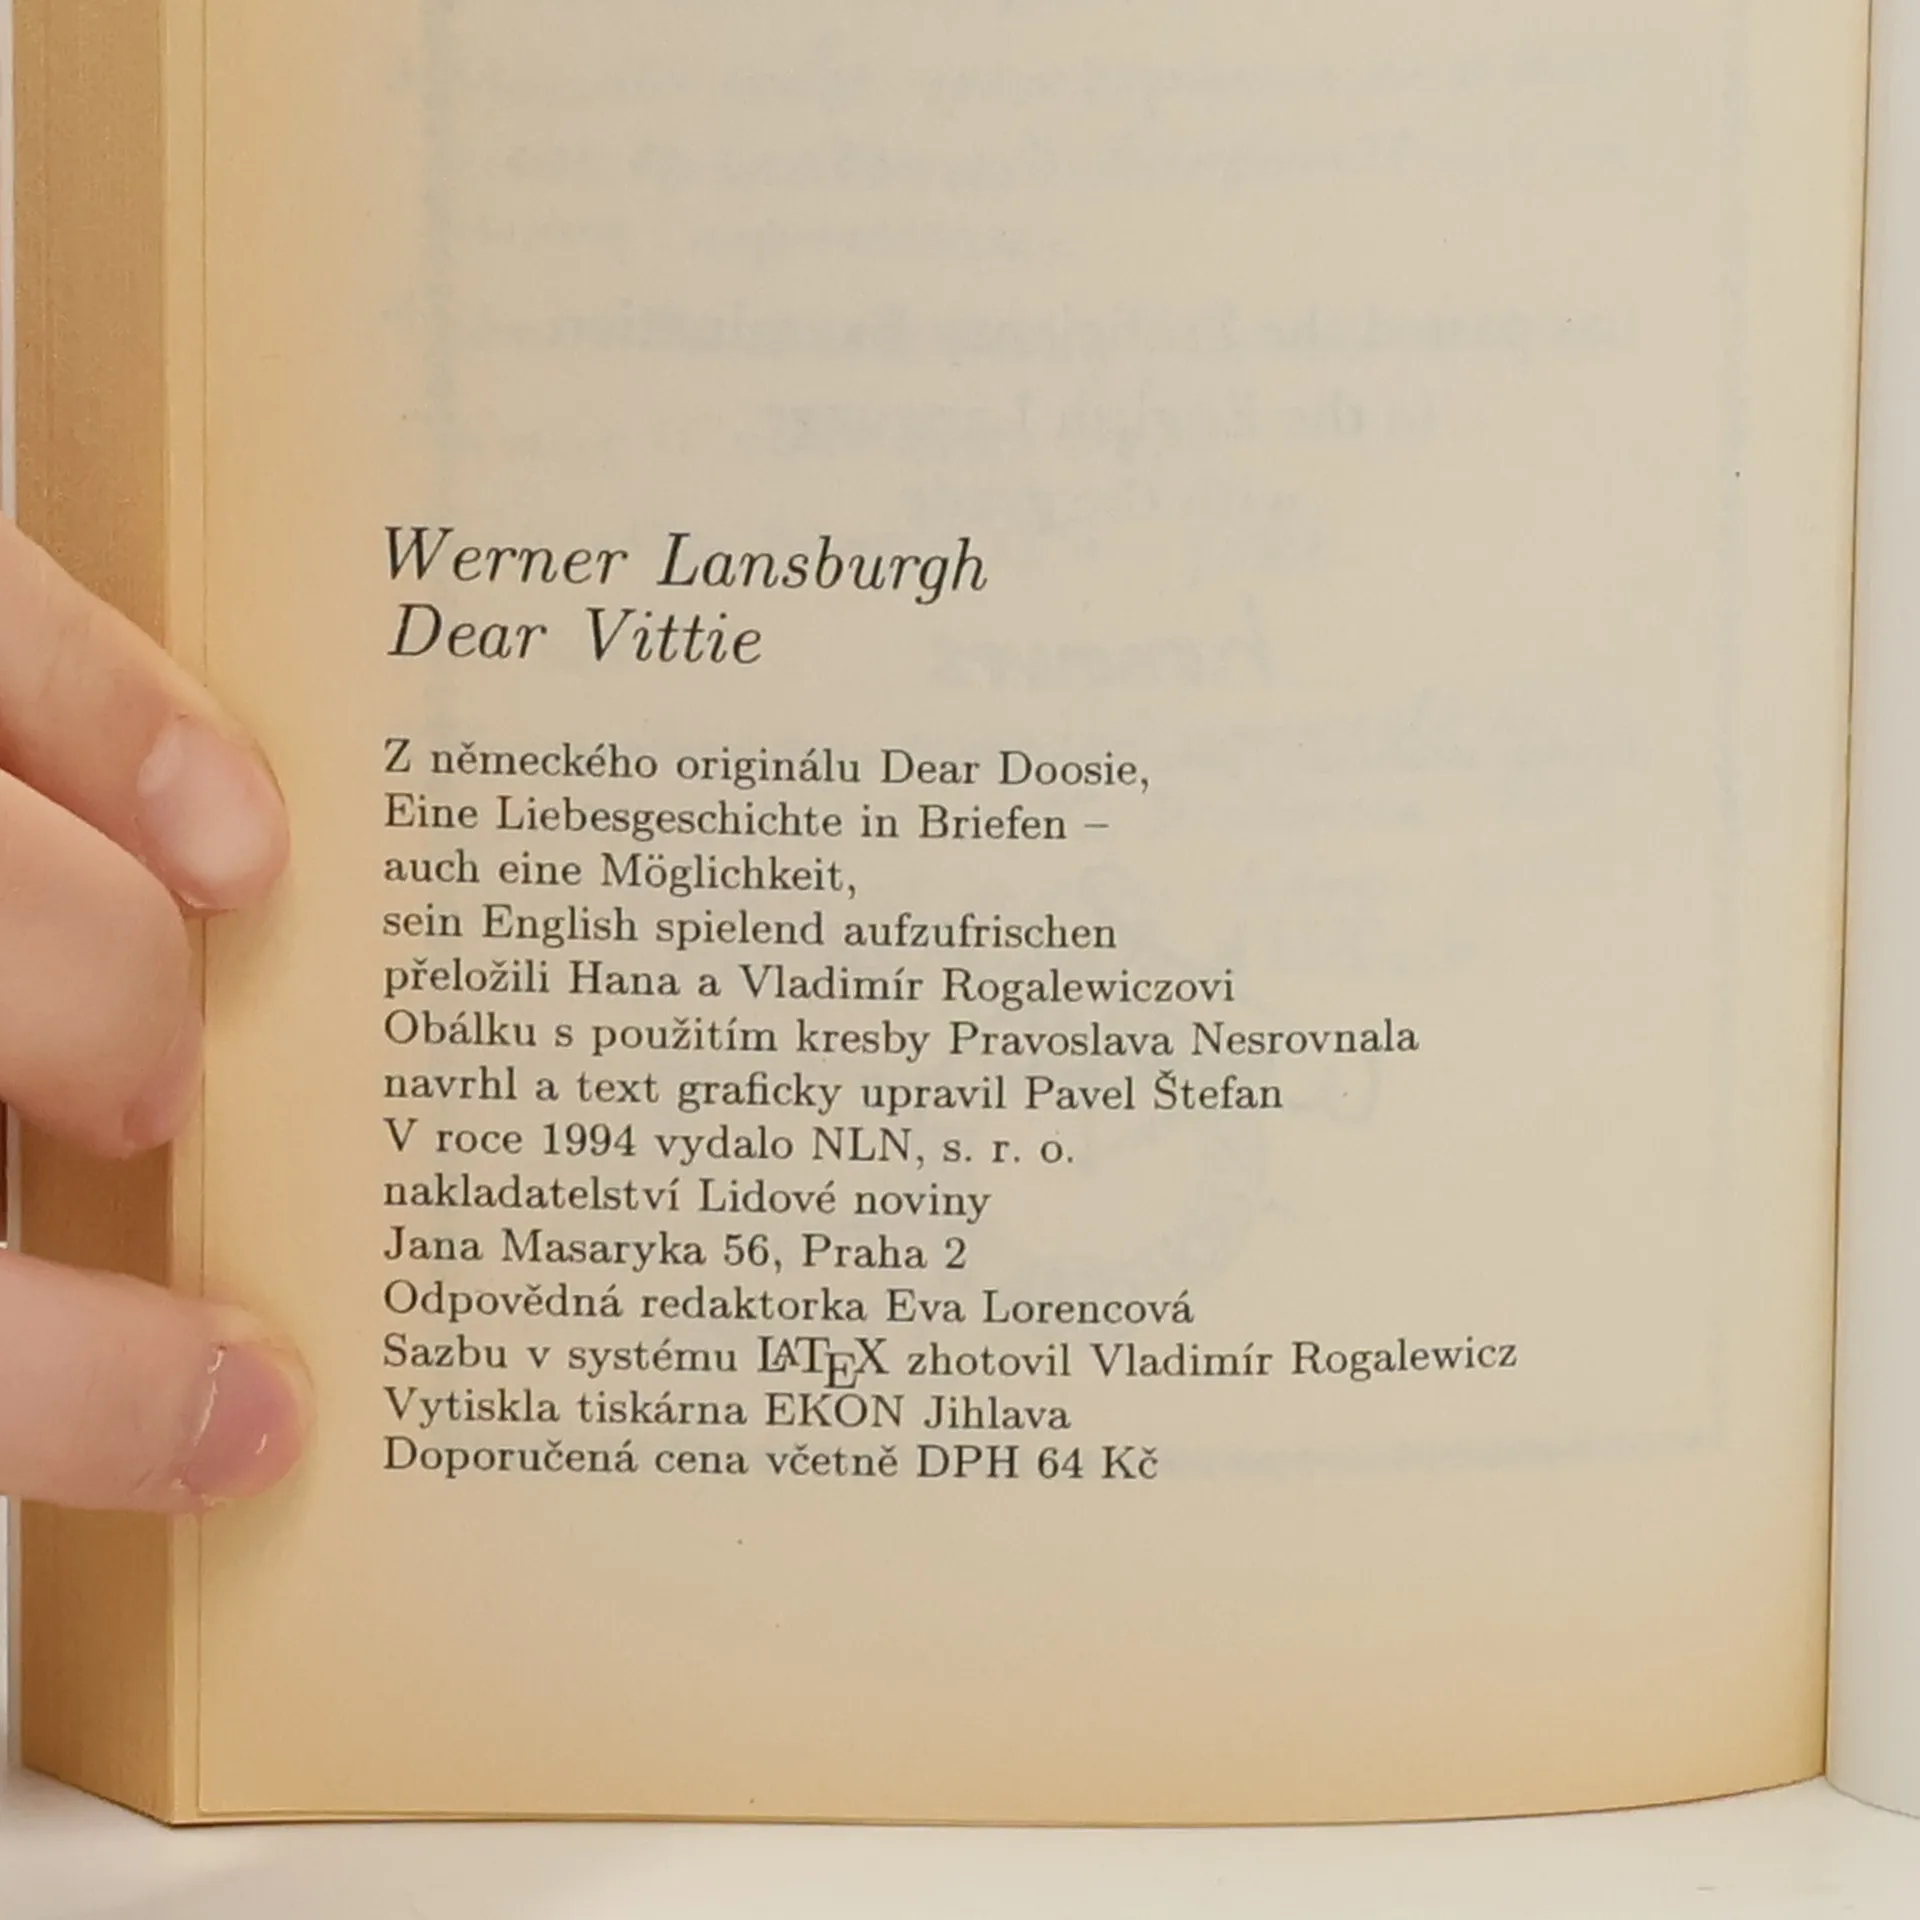 Werner Lansburgh
Dear Vittie
Z německého originálu Dear Doosie,
Eine Liebesgeschichte in Briefen –
auch eine Möglichkeit,
sein English spielend aufzufrischen
přeložili Hana a Vladimír Rogalewiczovi
Obálku s použitím kresby Pravoslava Nesrovnala
navrhl a text graficky upravil Pavel Štefan
V roce 1994 vydalo NLN, s. r. o.
nakladatelství Lidové noviny
Jana Masaryka 56, Praha 2
Odpovědná redaktorka Eva Lorencová
Sazbu v systému LATEX zhotovil Vladimír Rogalewicz
Vytiskla tiskárna EKON Jihlava
Doporučená cena včetně DPH 64 Kč